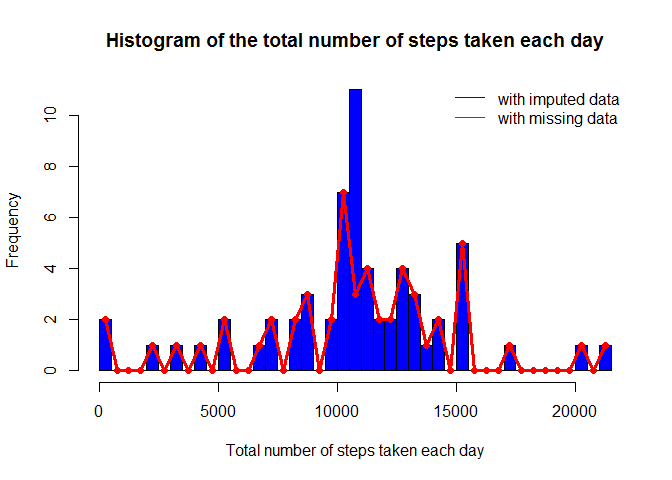 Histogram of the total number of steps taken each day
with imputed data
with missing data
Frequency
10
8
6
4
2
0
0 5000 10000 15000 20000
Total number of steps taken each day